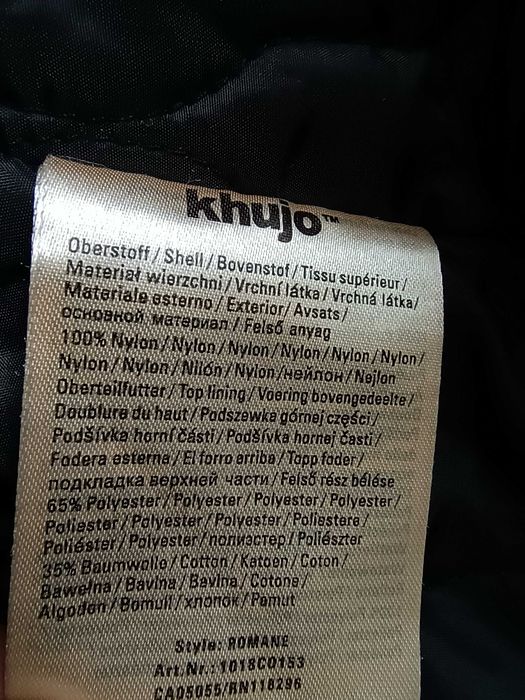 khujo™
Oberstoff / Shell / Bovenstof / Tissu supérieur /
Materiał wierzchni / Vrchní látka / Vrchná látka /
Materiale esterno / Exterior / Avsats /
основной материал / Felső anyag
100% Nylon / Nylon / Nylon / Nylon / Nylon / Nylon /
Nylon / Nylon / Nilón / Nylon / нейлон / Najlon
Oberteilfutter / Top lining / Voering bovengedeelte /
Doublure du haut / Podszewka górnej części /
Podšívka horní části / Podšívka hornej časti /
Fodera esterna / El forro arriba / Topp foder /
подкладка верхней части / Felső rész bélése
65% Polyester / Polyester / Polyester / Polyester /
Poliester / Polyester / Polyester / Poliestere /
Poliéster / Polyester / полиэстер / Poliészter
35% Baumwolle / Cotton / Katoen / Coton /
Bawełna / Bavlna / Bavlna / Cotone /
Algodon / Bomull / хлопок / Pamut
Style: ROMANE
Art.Nr.: 1018CO153
CA05055/RN118296